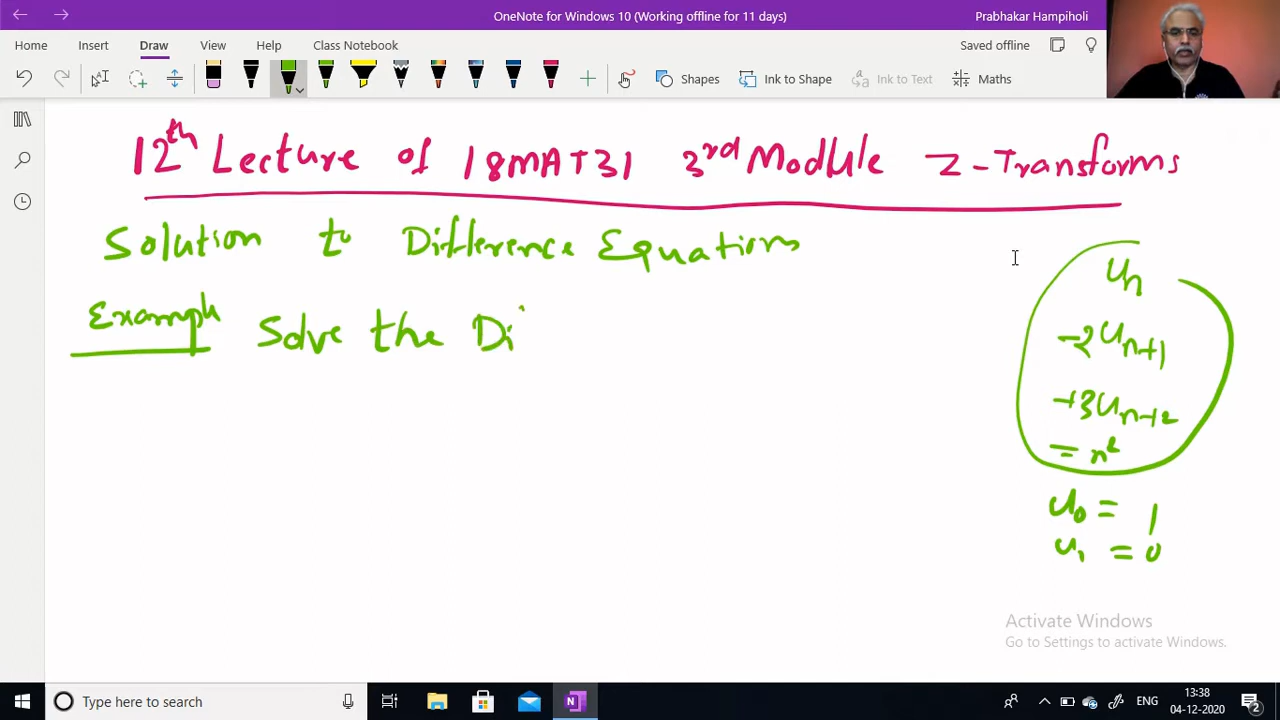 OneNote for Windows 10 (Working offline for 11 days)
Prabhakar Hampiholi
Home Insert Draw View Help Class Notebook
Saved offline
Shapes Ink to Shape Ink to Text Maths
12th Lecture of 18MAT31 3rd Module Z-Transforms
Solution to Difference Equations
Example Solve the Di
un
-2un+1
+3un+2
= n²
u0 = 1
u1 = 0
Activate Windows
Go to Settings to activate Windows.
Type here to search
ENG
13:38
04-12-2020
2